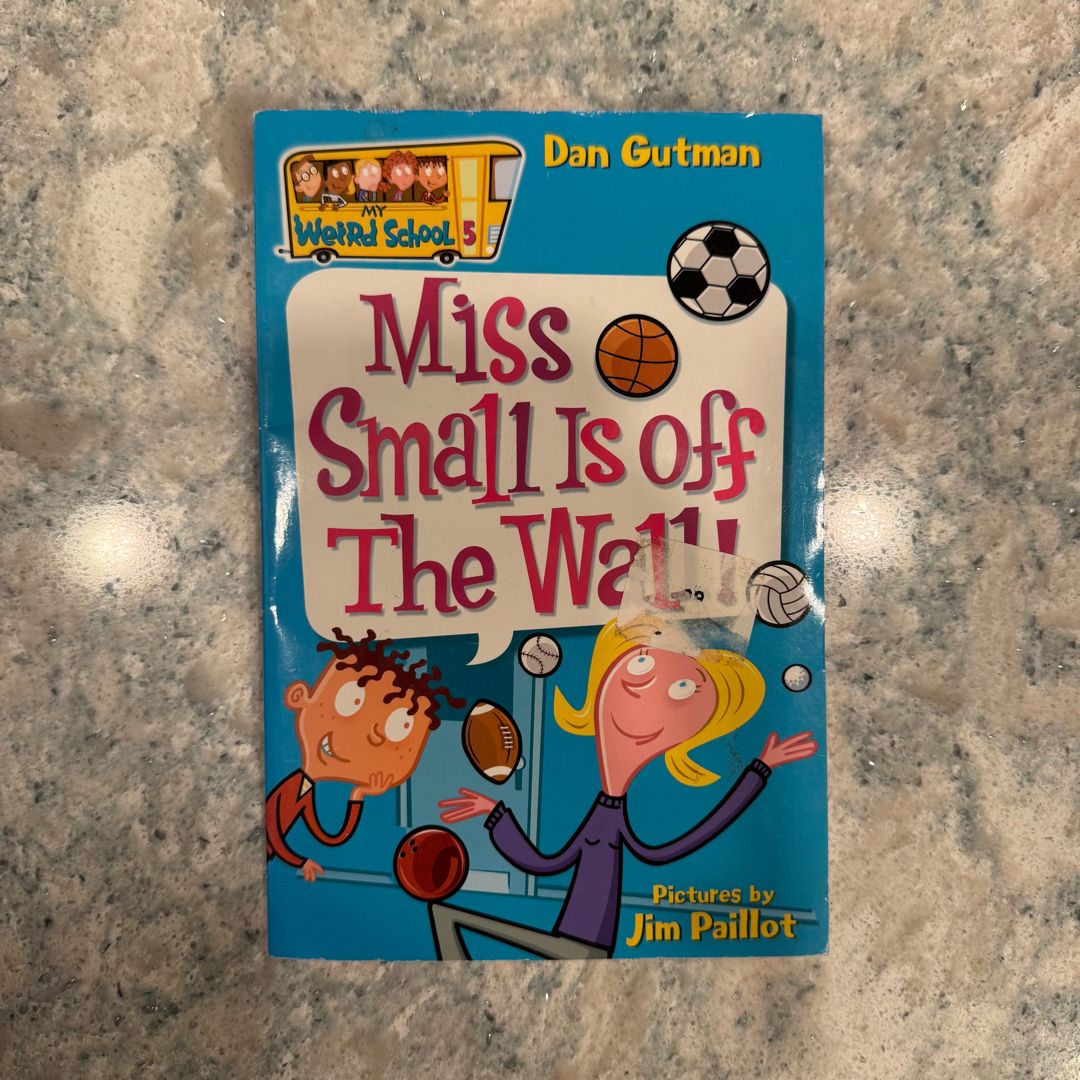 Dan Gutman
MY
Weird School 5
Miss
Small Is off
The Wall!
Pictures by
Jim Paillot